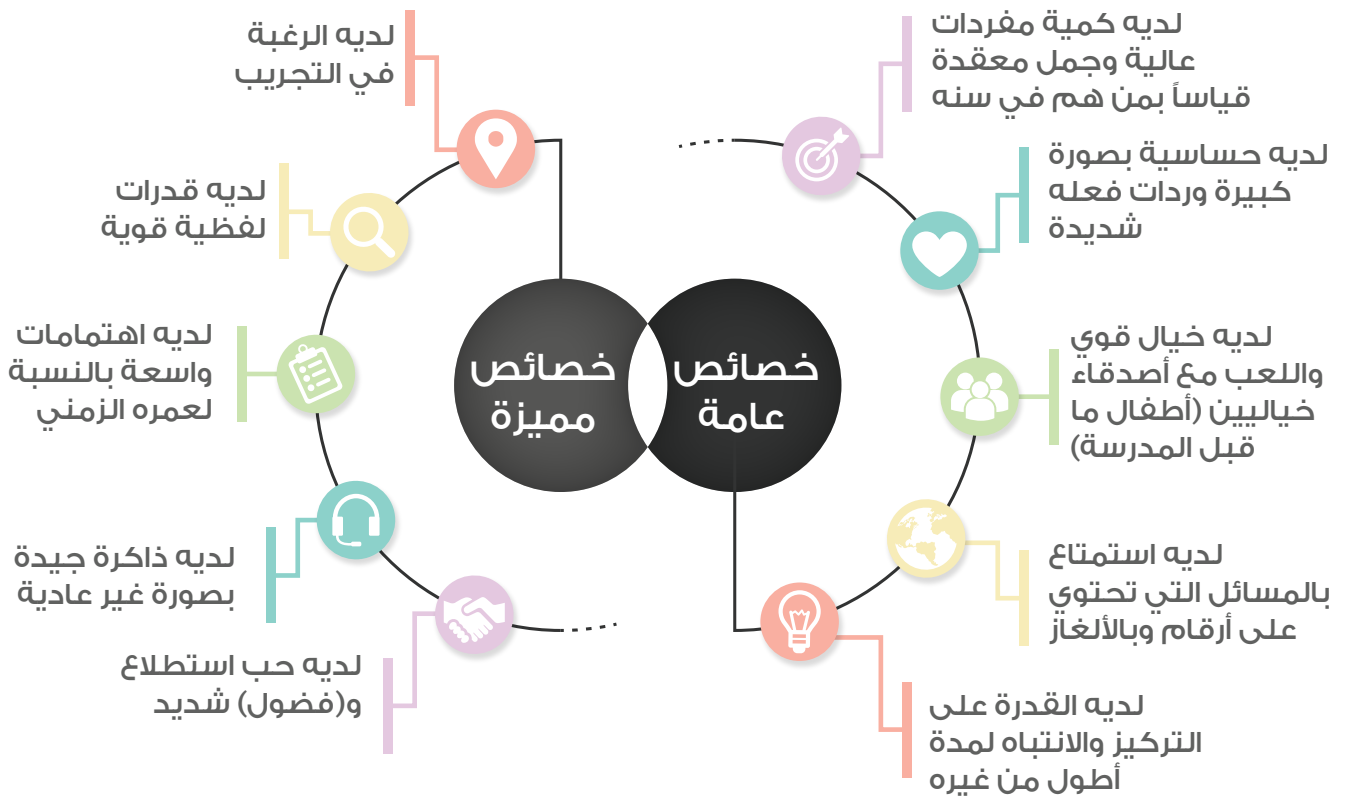 لديه كمية مفردات
عالية وجمل معقدة
قياساً بمن هم في سنه
لديه حساسية بصورة
كبيرة وردات فعله
شديدة
لديه خيال قوي
واللعب مع أصدقاء
خياليين (أطفال ما
قبل المدرسة)
لديه استمتاع
بالمسائل التي تحتوي
على أرقام وبالألغاز
لديه القدرة على
التركيز والانتباه لمدة
أطول من غيره
خصائص
عامة
خصائص
مميزة
لديه الرغبة
في التجريب
لديه قدرات
لفظية قوية
لديه اهتمامات
واسعة بالنسبة
لعمره الزمني
لديه ذاكرة جيدة
بصورة غير عادية
لديه حب استطلاع
و(فضول) شديد